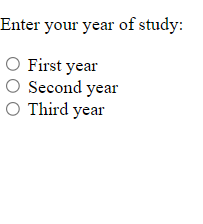 Enter your year of study:
First year
Second year
Third year